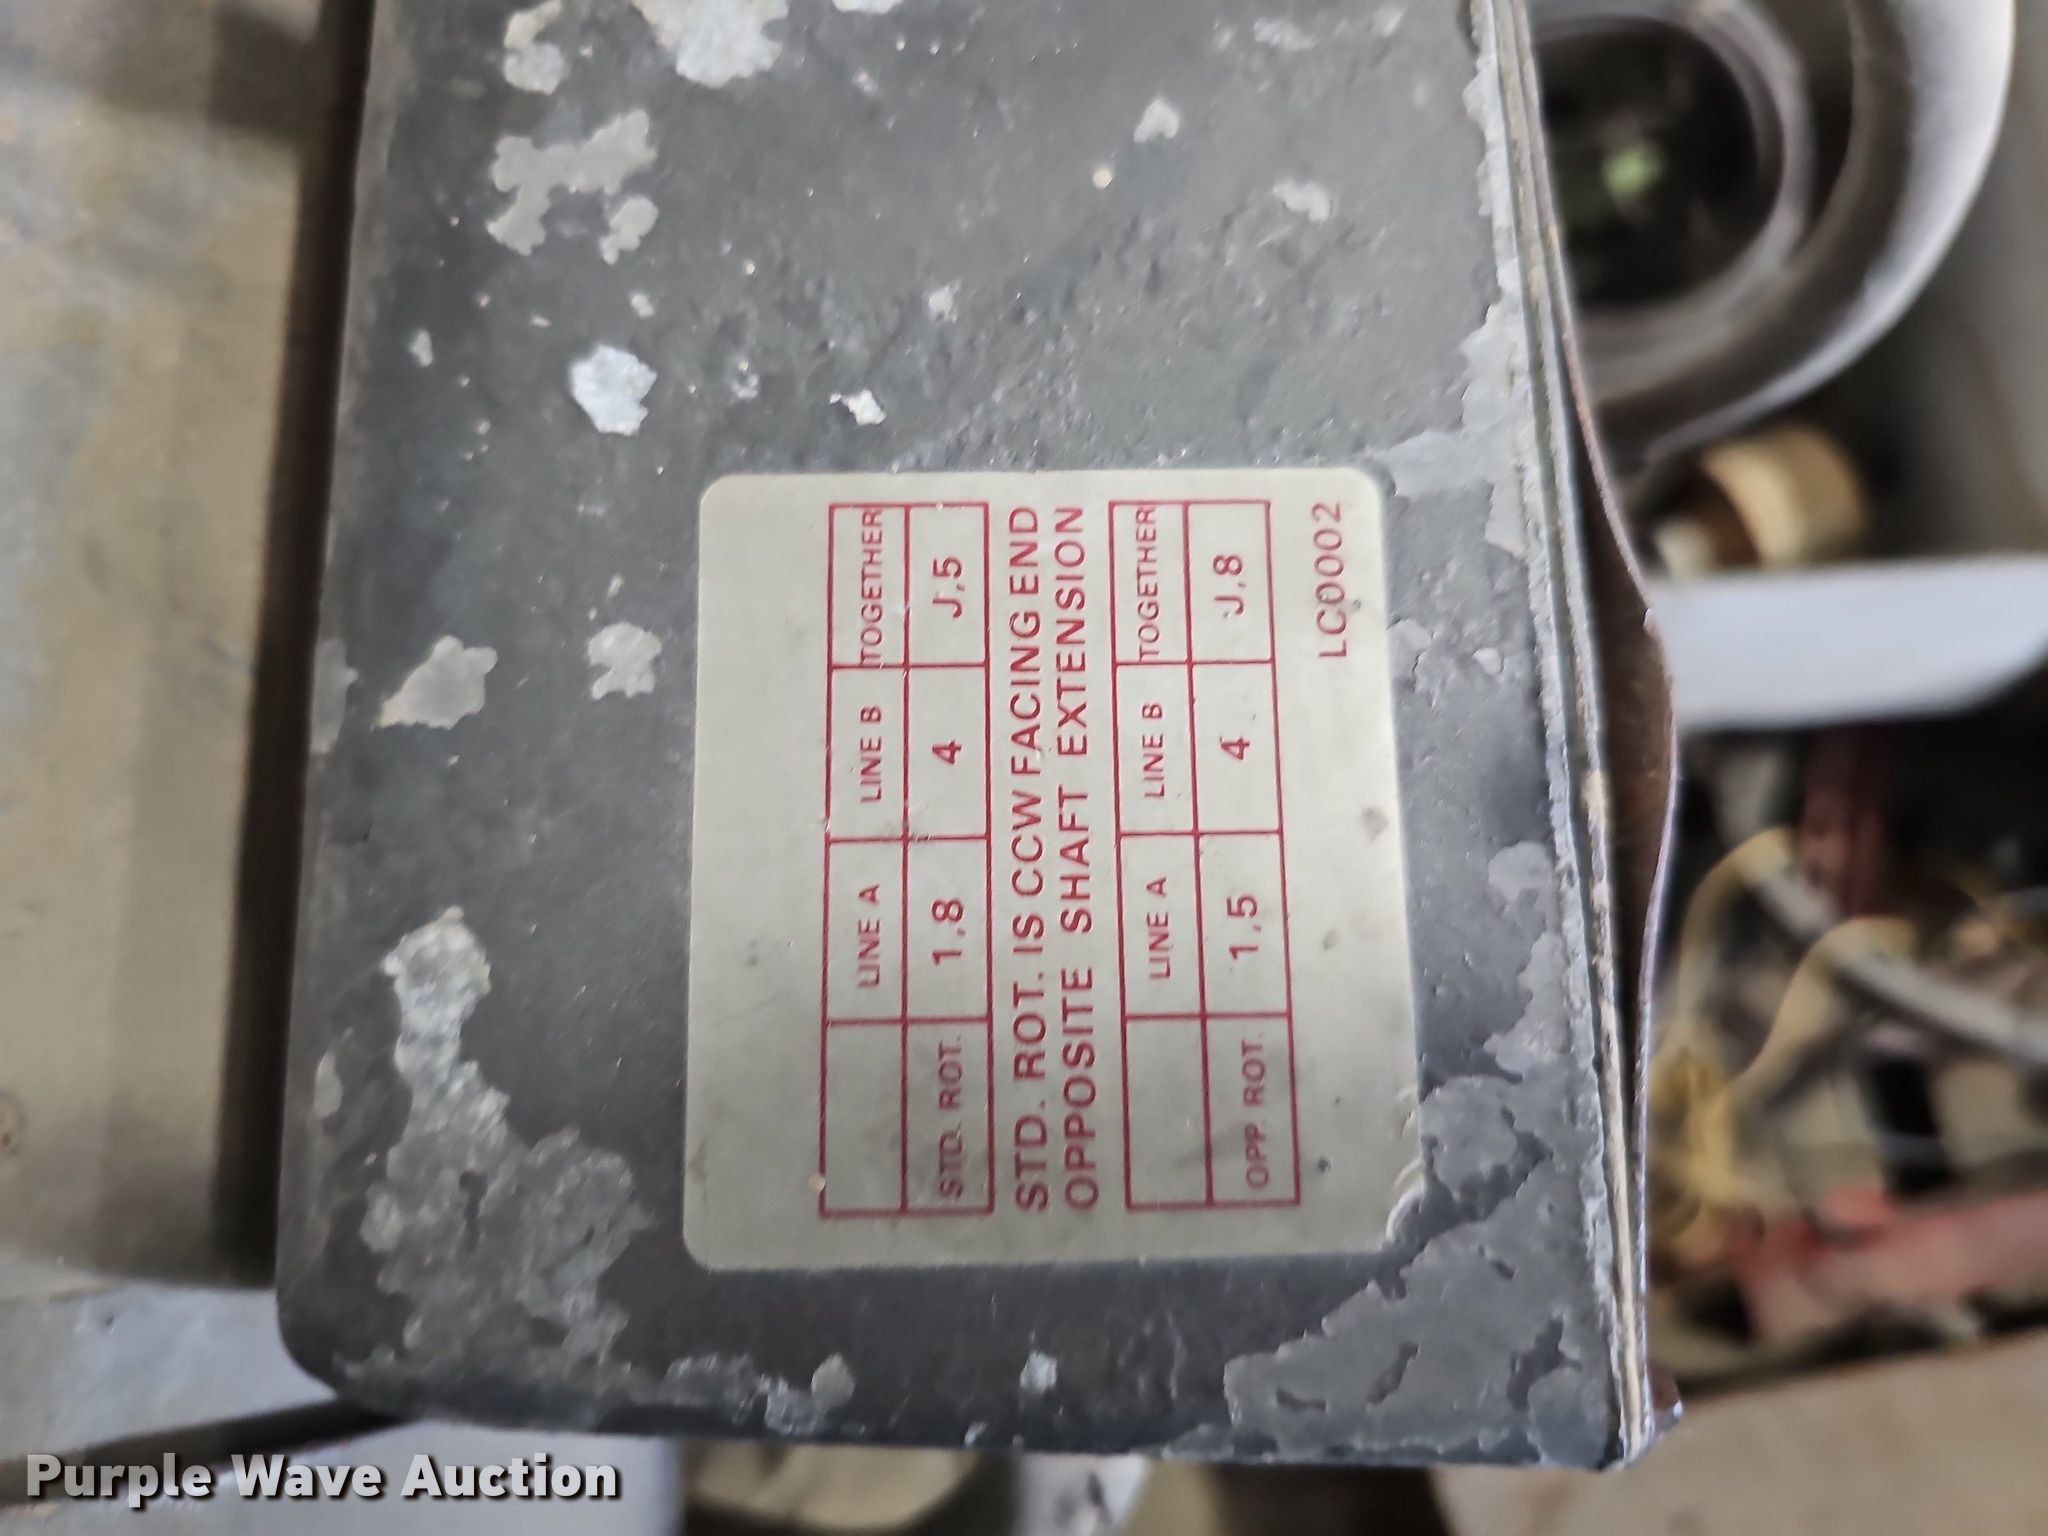 LINE A LINE B TOGETHER
STD. ROT. 1,8 4 J,5
STD. ROT. IS CCW FACING END
OPPOSITE SHAFT EXTENSION
LINE A LINE B TOGETHER
OPP. ROT. 1,5 4 J,8
LC0002
Purple Wave Auction